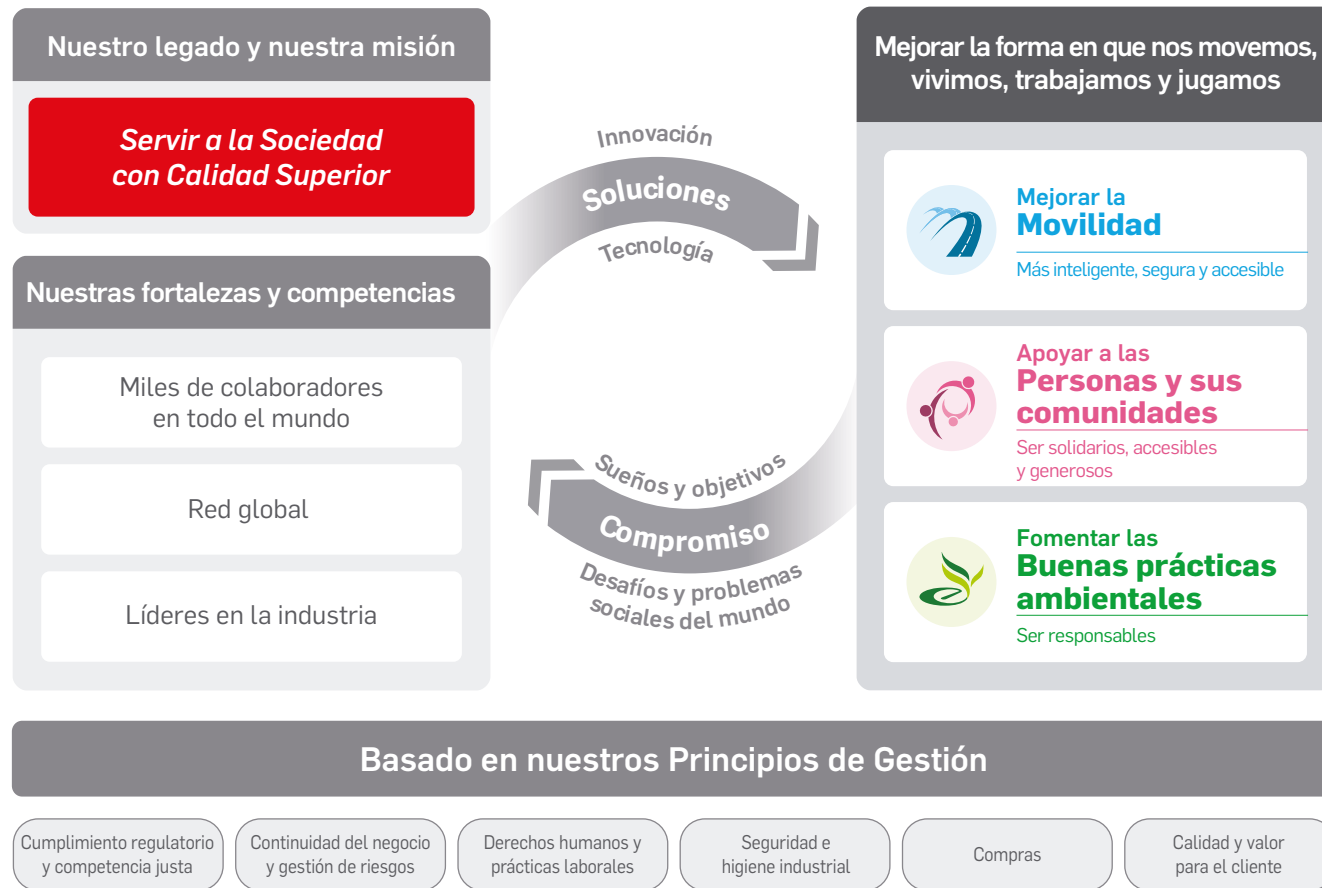 Nuestro legado y nuestra misión
Servir a la Sociedad
con Calidad Superior
Nuestras fortalezas y competencias
Miles de colaboradores
en todo el mundo
Red global
Líderes en la industria
Innovación
Soluciones
Tecnología
Sueños y objetivos
Compromiso
Desafíos y problemas
sociales del mundo
Mejorar la forma en que nos movemos,
vivimos, trabajamos y jugamos
Mejorar la
Movilidad
Más inteligente, segura y accesible
Apoyar a las
Personas y sus
comunidades
Ser solidarios, accesibles
y generosos
Fomentar las
Buenas prácticas
ambientales
Ser responsables
Basado en nuestros Principios de Gestión
Cumplimiento regulatorio
y competencia justa
Continuidad del negocio
y gestión de riesgos
Derechos humanos y
prácticas laborales
Seguridad e
higiene industrial
Compras
Calidad y valor
para el cliente